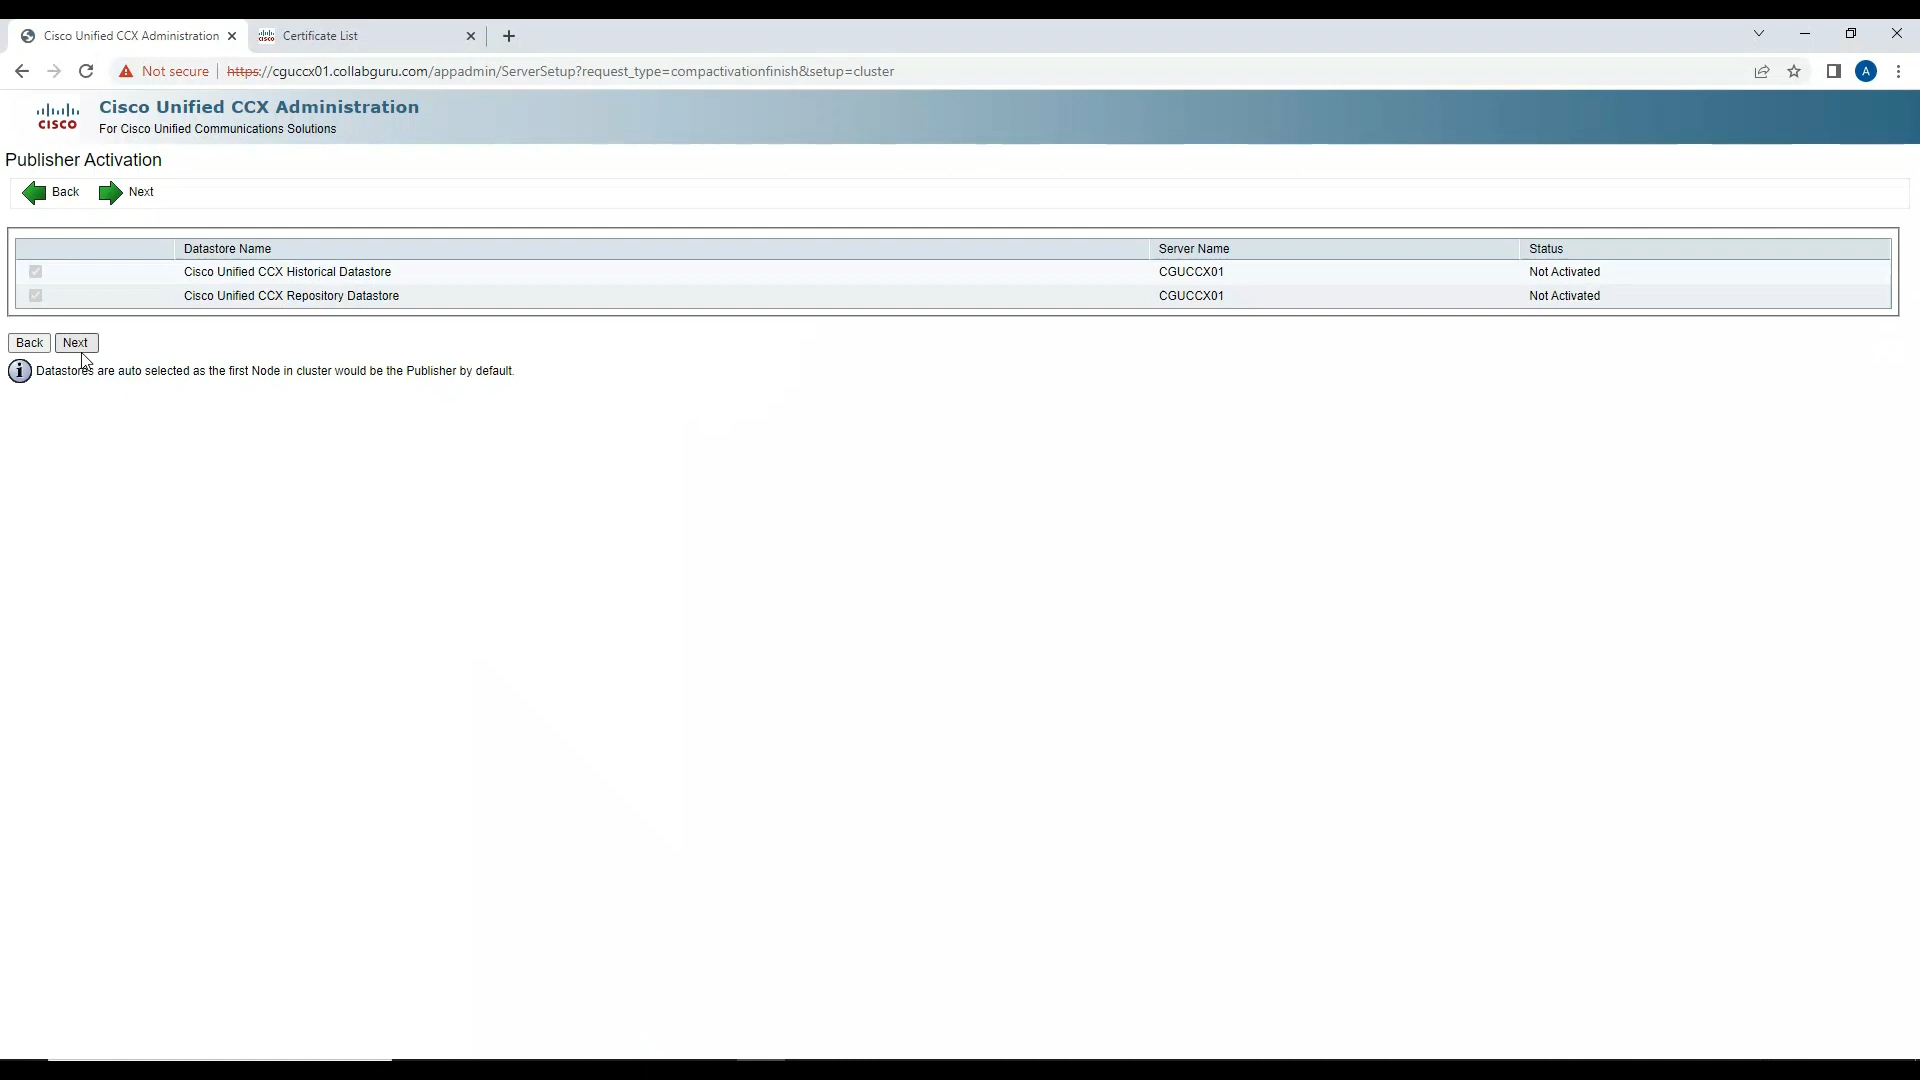 Cisco Unified CCX Administration
Certificate List
Not secure
https://cguccx01.collabguru.com/appadmin/ServerSetup?request_type=compactivationfinish&setup=cluster
A
CISCO
Cisco Unified CCX Administration
For Cisco Unified Communications Solutions
Publisher Activation
Back Next
Datastore Name Server Name Status
Cisco Unified CCX Historical Datastore CGUCCX01 Not Activated
Cisco Unified CCX Repository Datastore CGUCCX01 Not Activated
Back Next
i Datastores are auto selected as the first Node in cluster would be the Publisher by default.